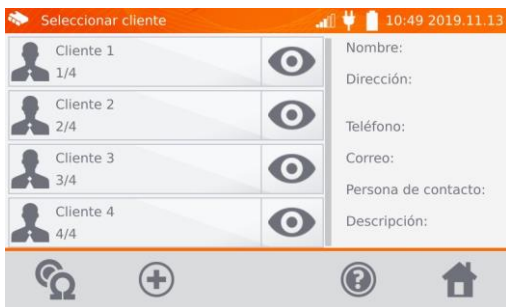 Seleccionar cliente
10:49 2019.11.13
Cliente 1
1/4
Cliente 2
2/4
Cliente 3
3/4
Cliente 4
4/4
Nombre:
Dirección:
Teléfono:
Correo:
Persona de contacto:
Descripción: